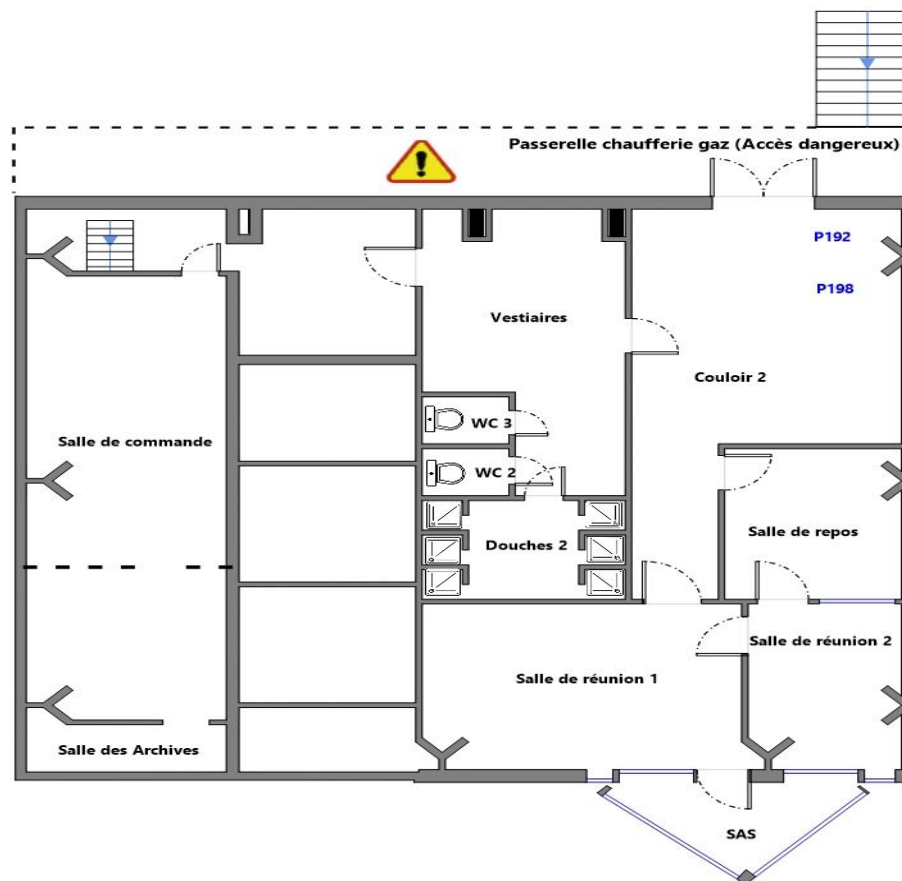 Passerelle chaufferie gaz (Accès dangereux)
P192
P198
Vestiaires
Couloir 2
WC 3
Salle de commande
WC 2
Salle de repos
Douches 2
Salle de réunion 2
Salle de réunion 1
Salle des Archives
SAS